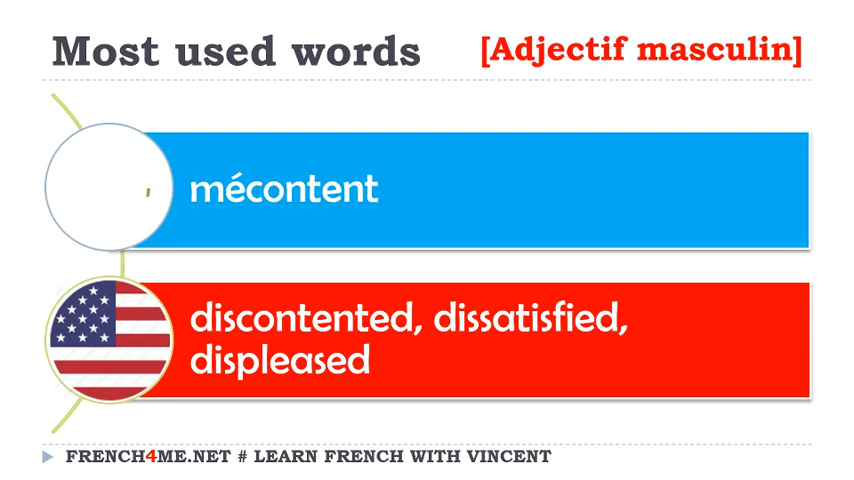 Most used words [Adjectif masculin]
mécontent
discontented, dissatisfied,
displeased
FRENCH4ME.NET # LEARN FRENCH WITH VINCENT